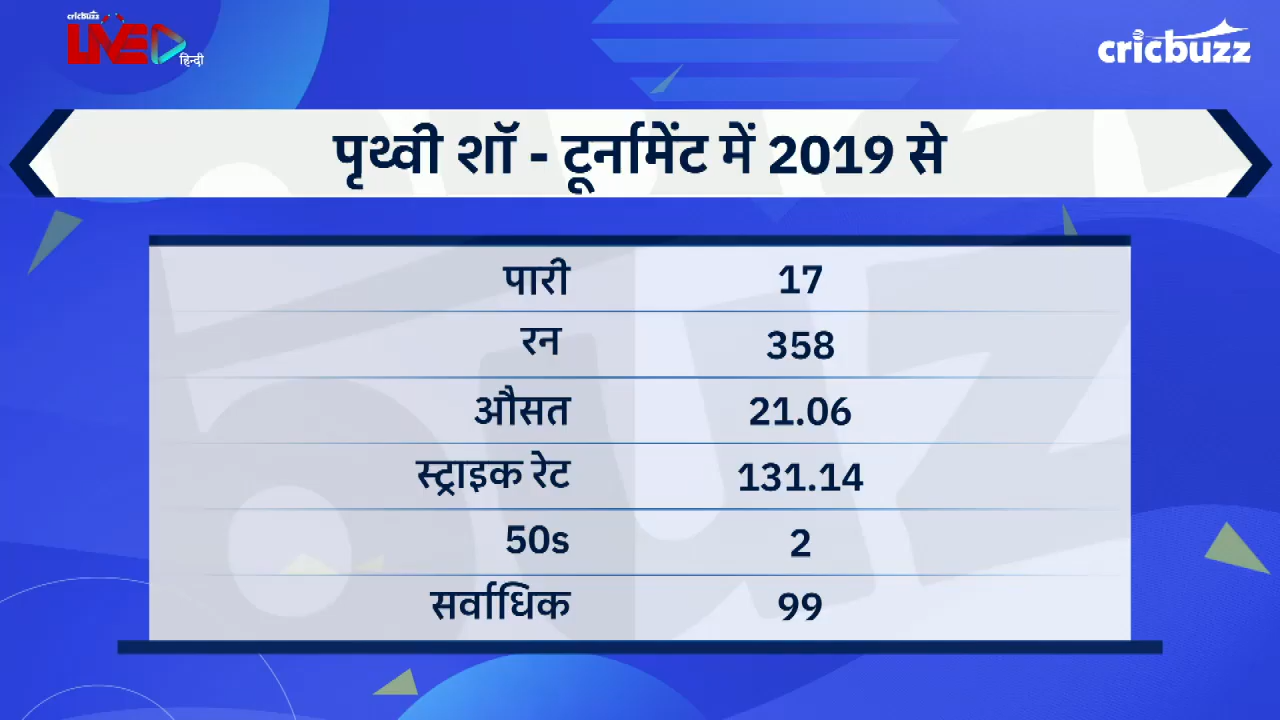 cricbuzz
LIVE हिन्दी
cricbuzz
पृथ्वी शॉ - टूर्नामेंट में 2019 से
पारी 17
रन 358
औसत 21.06
स्ट्राइक रेट 131.14
50s 2
सर्वाधिक 99